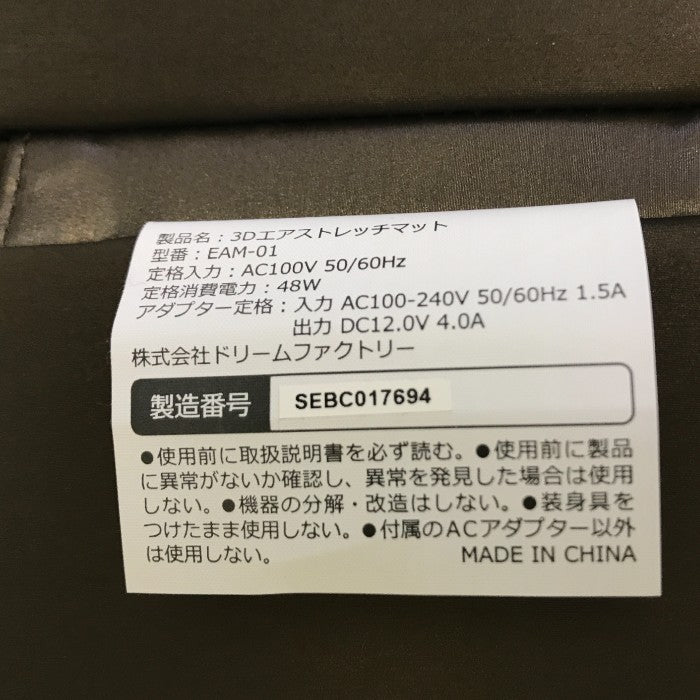 製品名：3Dエアストレッチマット
型番：EAM-01
定格入力：AC100V 50/60Hz
定格消費電力：48W
アダプター定格：入力 AC100-240V 50/60Hz 1.5A
出力 DC12.0V 4.0A
株式会社ドリームファクトリー
製造番号 SEBC017694
●使用前に取扱説明書を必ず読む。●使用前に製品
に異常がないか確認し、異常を発見した場合は使用
しない。●機器の分解・改造はしない。●装身具を
つけたまま使用しない。●付属のACアダプター以外
は使用しない。 MADE IN CHINA